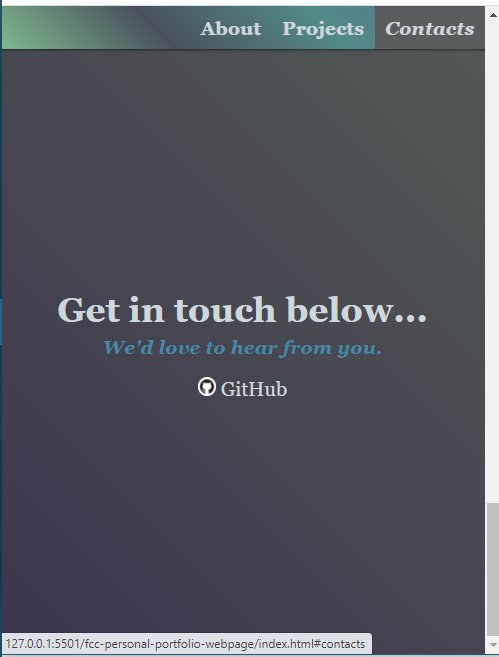 About Projects Contacts
Get in touch below...
We'd love to hear from you.
GitHub
127.0.0.1:5501/fcc-personal-portfolio-webpage/index.html#contacts